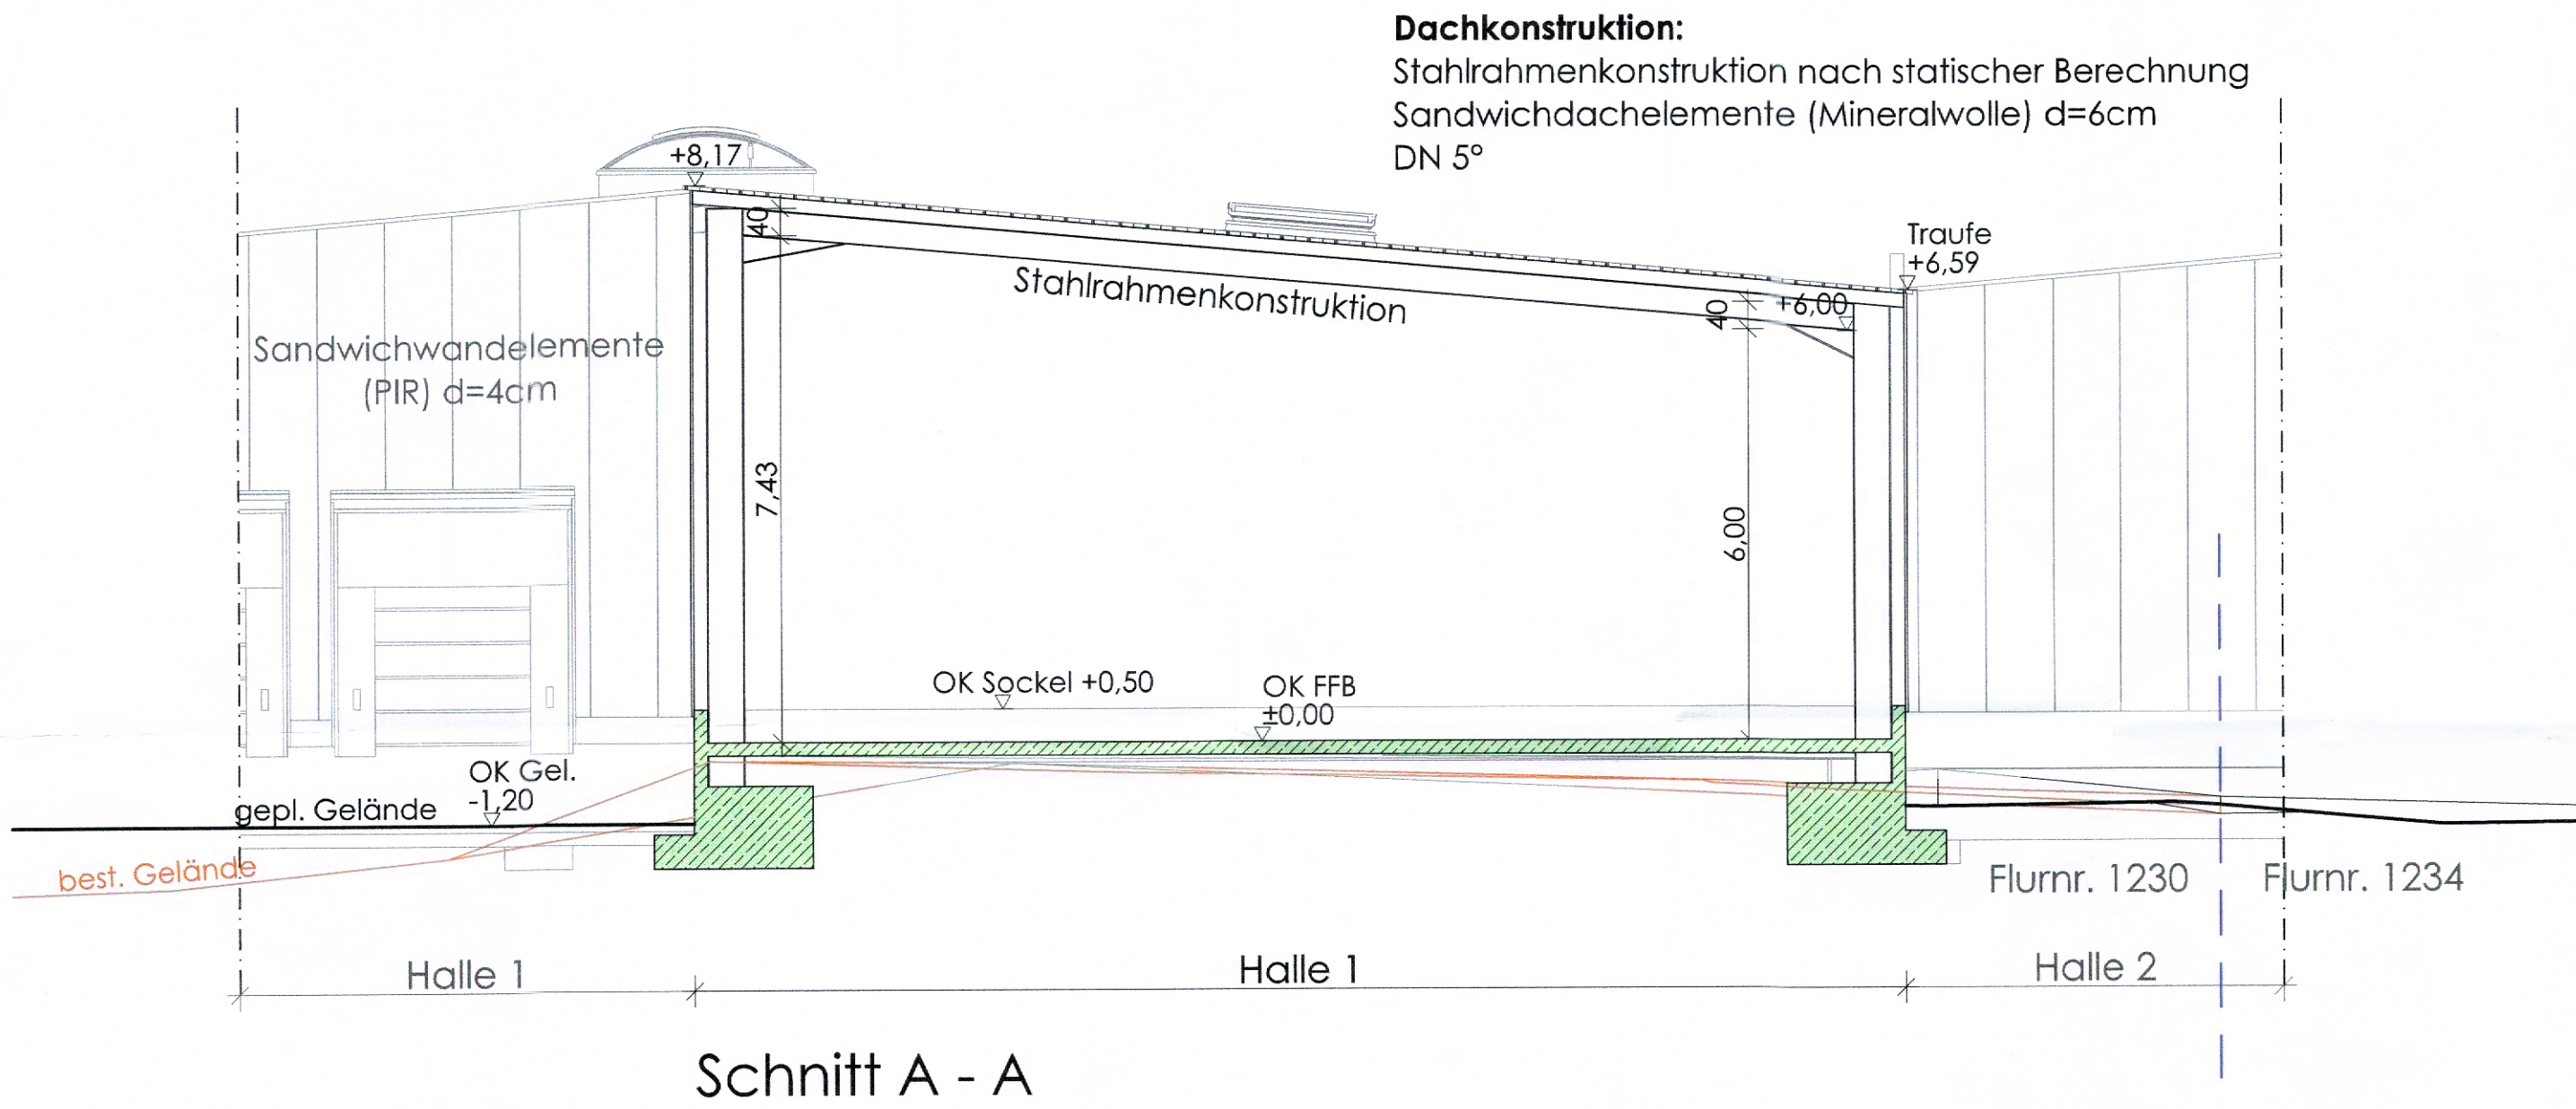 Dachkonstruktion:
Stahlrahmenkonstruktion nach statischer Berechnung
Sandwichdachelemente (Mineralwolle) d=6cm
DN 5°
+8,17
40
Traufe
+6,59
Stahlrahmenkonstruktion
40
+6,00
Sandwichwandelemente
(PIR) d=4cm
7,43
6,00
OK Sockel +0,50
OK FFB
±0,00
OK Gel.
-1,20
gepl. Gelände
best. Gelände
Flurnr. 1230
Flurnr. 1234
Halle 1
Halle 1
Halle 2
Schnitt A - A